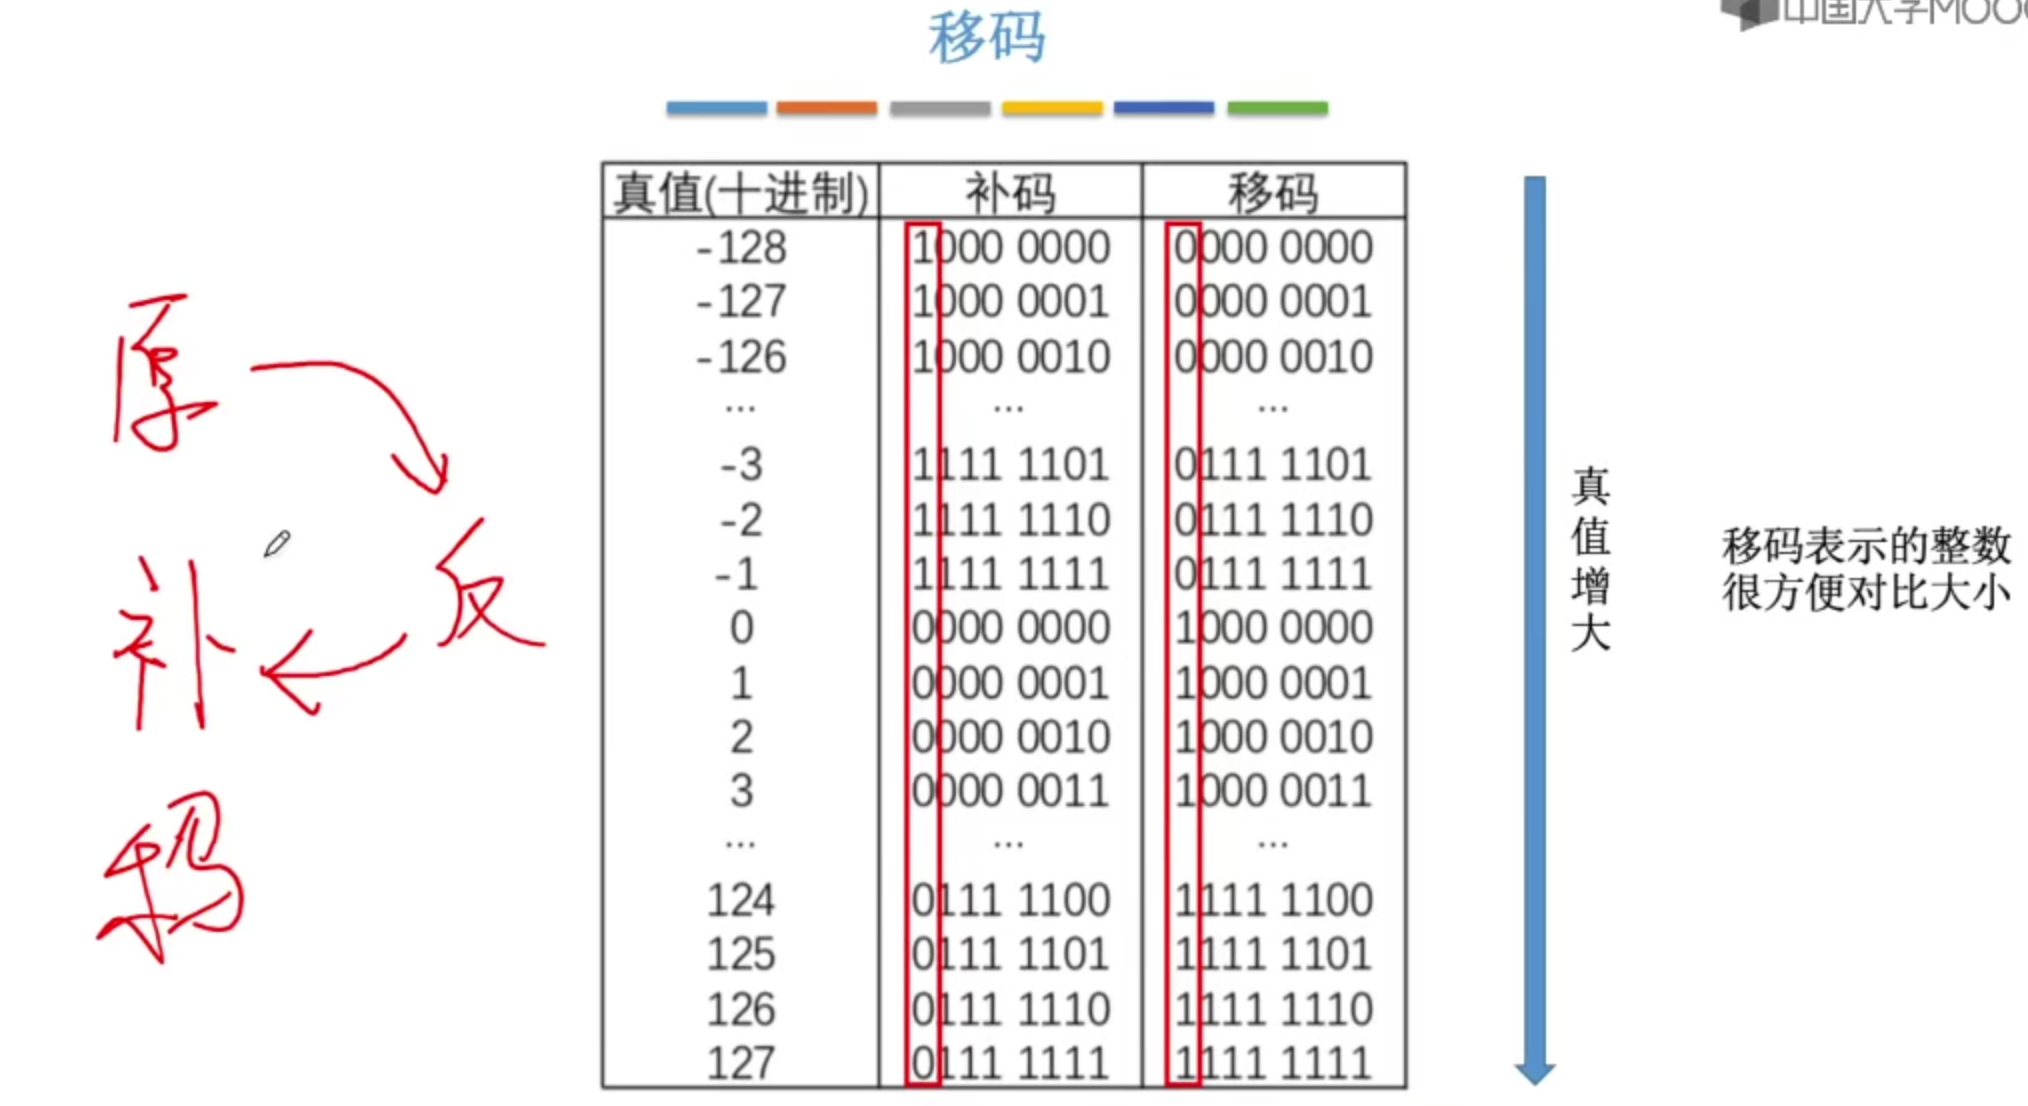 中国大学MOO
移码
真值(十进制) 补码 移码
-128 1000 0000 0000 0000
-127 1000 0001 0000 0001
-126 1000 0010 0000 0010
... ... ...
-3 1111 1101 0111 1101
-2 1111 1110 0111 1110
-1 1111 1111 0111 1111
0 0000 0000 1000 0000
1 0000 0001 1000 0001
2 0000 0010 1000 0010
3 0000 0011 1000 0011
... ... ...
124 0111 1100 1111 1100
125 0111 1101 1111 1101
126 0111 1110 1111 1110
127 0111 1111 1111 1111
真值增大
移码表示的整数
很方便对比大小
原
反
补
移